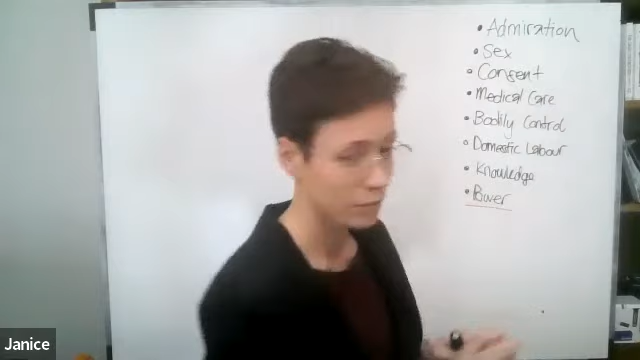 • Admiration
• Sex
• Consent
• Medical Care
• Bodily Control
• Domestic Labour
• Knowledge
• Power
Janice